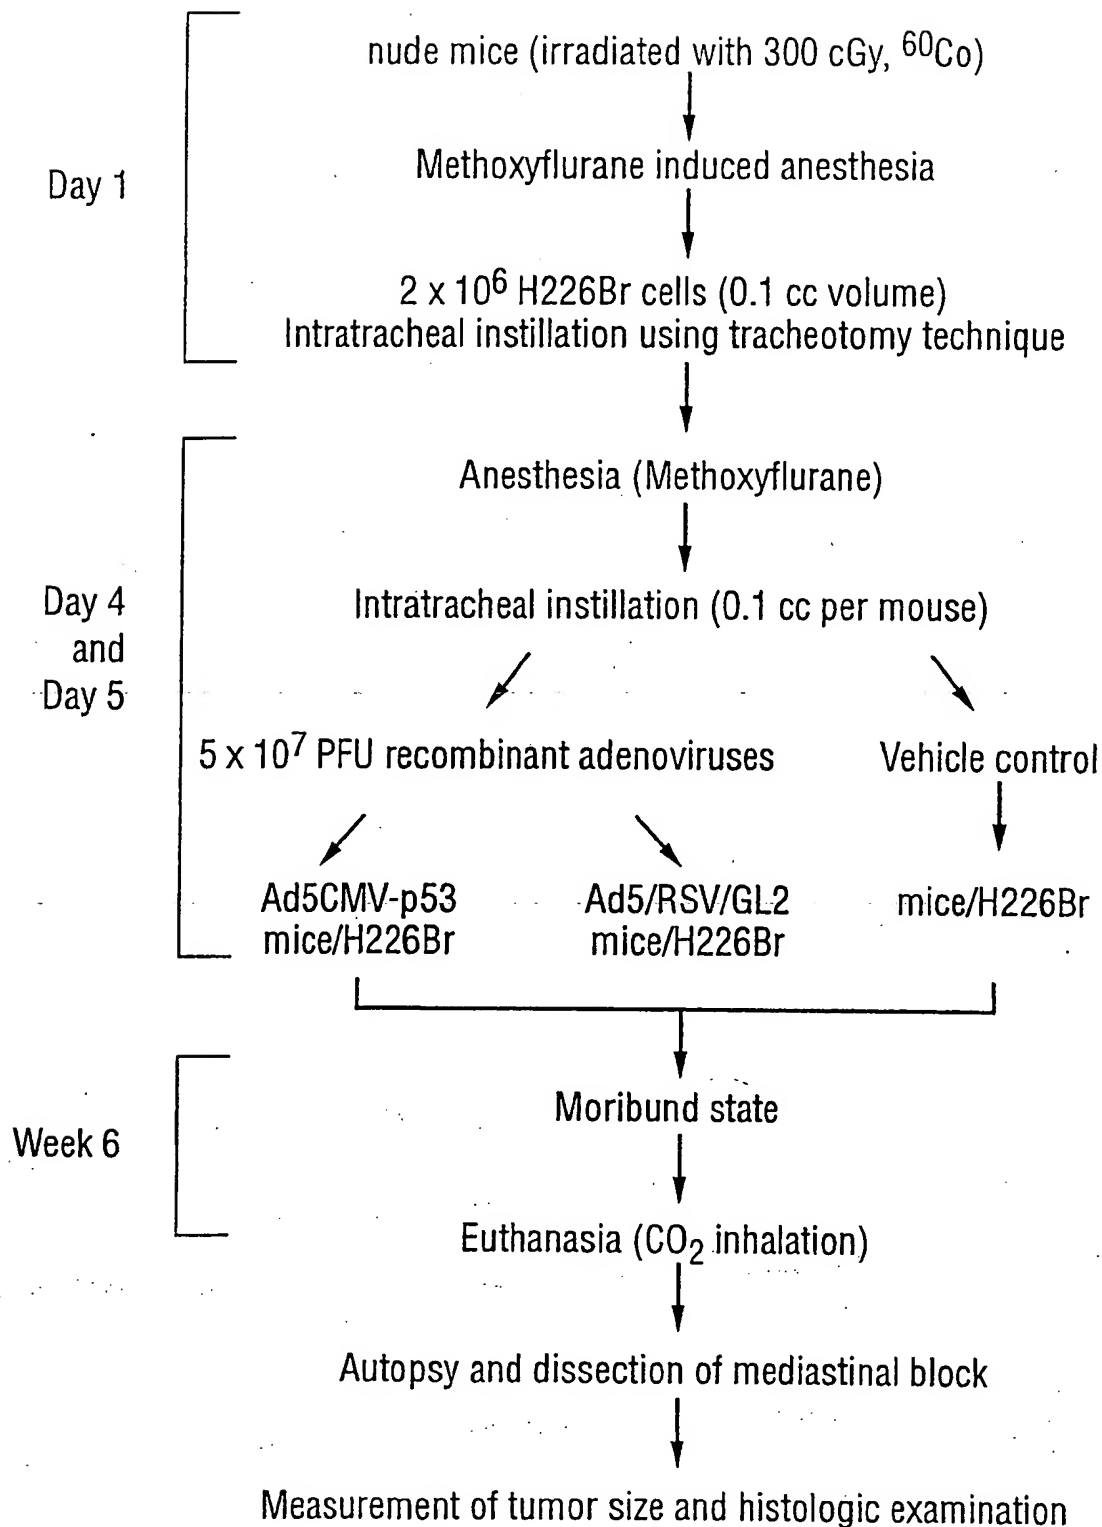 nude mice (irradiated with 300 cGy, ⁶⁰Co)
Day 1
Methoxyflurane induced anesthesia
2 x 10⁶ H226Br cells (0.1 cc volume)
Intratracheal instillation using tracheotomy technique
Anesthesia (Methoxyflurane)
Day 4
and
Day 5
Intratracheal instillation (0.1 cc per mouse)
5 x 10⁷ PFU recombinant adenoviruses
Vehicle control
Ad5CMV-p53
mice/H226Br
Ad5/RSV/GL2
mice/H226Br
mice/H226Br
Week 6
Moribund state
Euthanasia (CO₂ inhalation)
Autopsy and dissection of mediastinal block
Measurement of tumor size and histologic examination